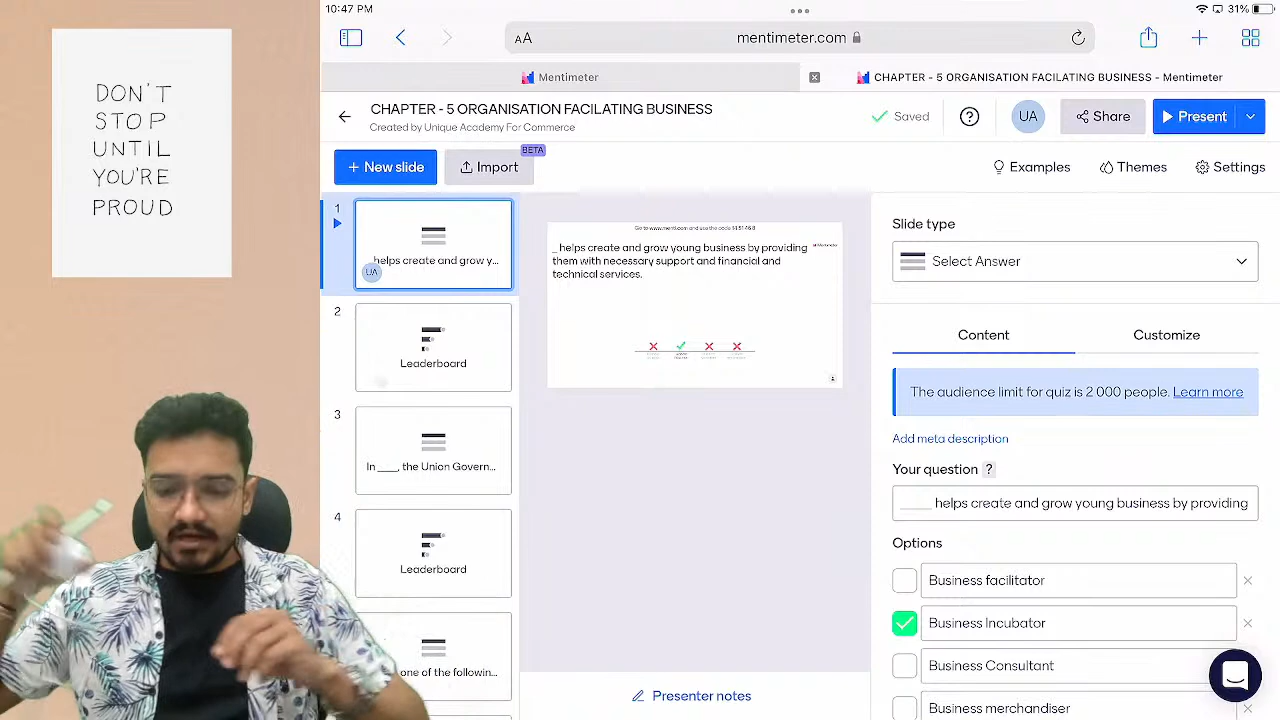 10:47 PM
31%
DON'T
STOP
UNTIL
YOU'RE
PROUD
AA
mentimeter.com
Mentimeter
CHAPTER - 5 ORGANISATION FACILATING BUSINESS - Mentimeter
CHAPTER - 5 ORGANISATION FACILATING BUSINESS
Created by Unique Academy For Commerce
Saved
UA
Share
Present
New slide
Import
BETA
Examples
Themes
Settings
1
helps create and grow y...
UA
2
Leaderboard
3
In ____, the Union Govern...
4
Leaderboard
one of the followin...
_ helps create and grow young business by providing
them with necessary support and financial and
technical services.
Presenter notes
Slide type
Select Answer
Content
Customize
The audience limit for quiz is 2 000 people. Learn more
Add meta description
Your question ?
____ helps create and grow young business by providing
Options
Business facilitator
Business Incubator
Business Consultant
Business merchandiser